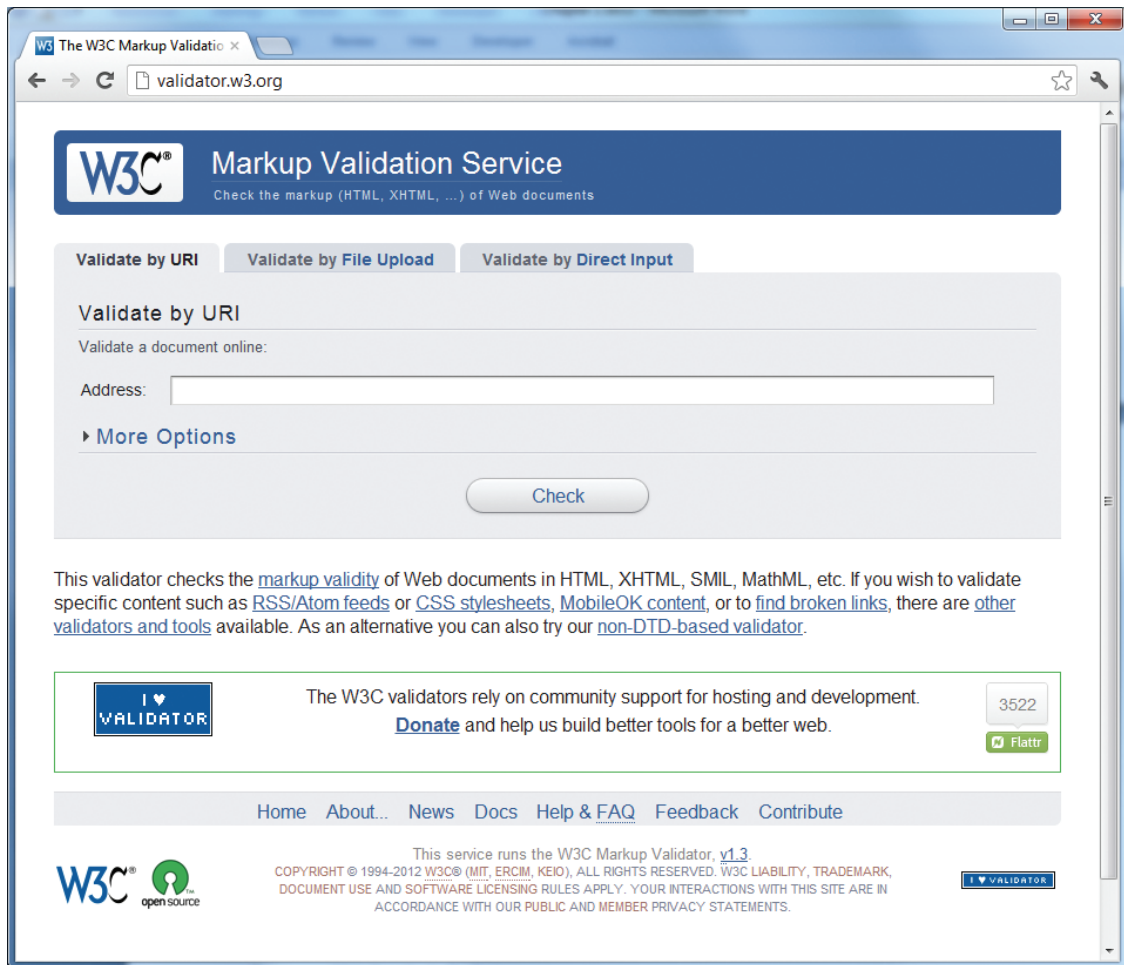 The W3C Markup Validatio
validator.w3.org
W3C®
Markup Validation Service
Check the markup (HTML, XHTML, ...) of Web documents
Validate by URI
Validate by File Upload
Validate by Direct Input
Validate by URI
Validate a document online:
Address:
More Options
Check
This validator checks the markup validity of Web documents in HTML, XHTML, SMIL, MathML, etc. If you wish to validate
specific content such as RSS/Atom feeds or CSS stylesheets, MobileOK content, or to find broken links, there are other
validators and tools available. As an alternative you can also try our non-DTD-based validator.
I ♥
VALIDATOR
The W3C validators rely on community support for hosting and development.
Donate and help us build better tools for a better web.
3522
Flattr
Home About... News Docs Help & FAQ Feedback Contribute
W3C®
open source
This service runs the W3C Markup Validator, v1.3.
COPYRIGHT © 1994-2012 W3C® (MIT, ERCIM, KEIO), ALL RIGHTS RESERVED. W3C LIABILITY, TRADEMARK,
DOCUMENT USE AND SOFTWARE LICENSING RULES APPLY. YOUR INTERACTIONS WITH THIS SITE ARE IN
ACCORDANCE WITH OUR PUBLIC AND MEMBER PRIVACY STATEMENTS.
I ♥ VALIDATOR